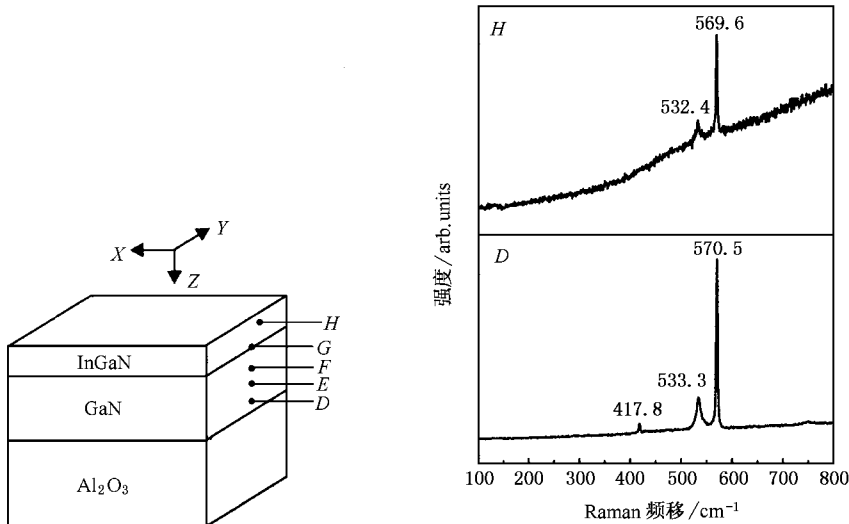 X
Y
Z
InGaN
GaN
Al₂O₃
H
G
F
E
D
强度/arb.units
H
569.6
532.4
D
570.5
533.3
417.8
100 200 300 400 500 600 700 800
Raman 频移/cm⁻¹